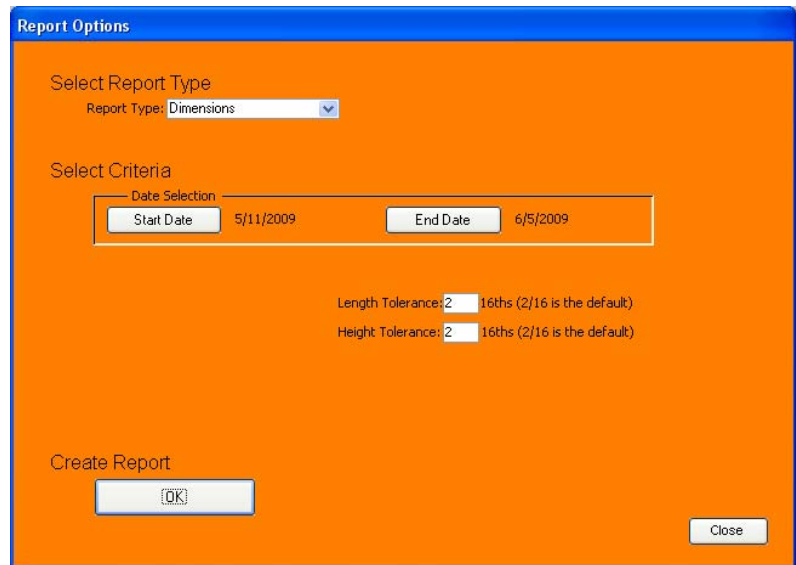 Report Options
Select Report Type
Report Type: Dimensions
Select Criteria
Date Selection
Start Date 5/11/2009 End Date 6/5/2009
Length Tolerance: 2 16ths (2/16 is the default)
Height Tolerance: 2 16ths (2/16 is the default)
Create Report
OK
Close